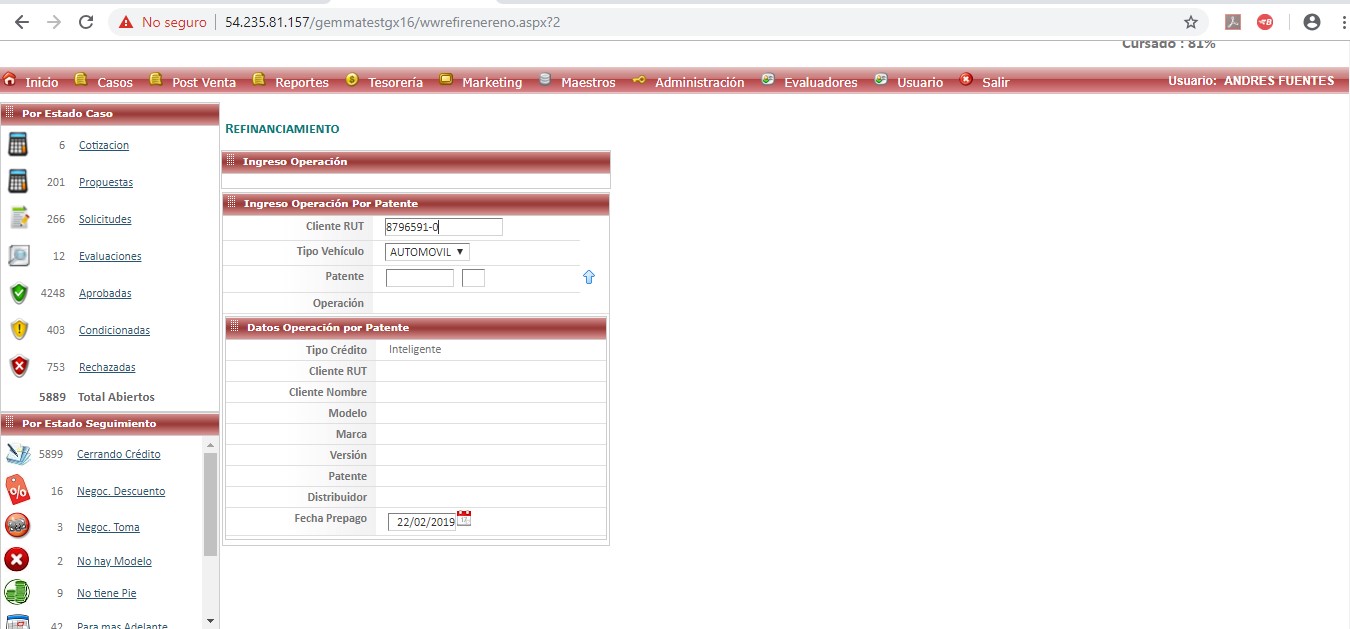 No seguro 54.235.81.157/gemmatestgx16/wwrefirenereno.aspx?2
Cursado : 81%
Inicio Casos Post Venta Reportes Tesorería Marketing Maestros Administración Evaluadores Usuario Salir Usuario: ANDRES FUENTES
Por Estado Caso
6 Cotizacion
201 Propuestas
266 Solicitudes
12 Evaluaciones
4248 Aprobadas
403 Condicionadas
753 Rechazadas
5889 Total Abiertos
Por Estado Seguimiento
5899 Cerrando Crédito
16 Negoc. Descuento
3 Negoc. Toma
2 No hay Modelo
9 No tiene Pie
42 Para mas Adelante
REFINANCIAMIENTO
Ingreso Operación
Ingreso Operación Por Patente
Cliente RUT 8796591-0
Tipo Vehículo AUTOMOVIL
Patente
Operación
Datos Operación por Patente
Tipo Crédito Inteligente
Cliente RUT
Cliente Nombre
Modelo
Marca
Versión
Patente
Distribuidor
Fecha Prepago 22/02/2019